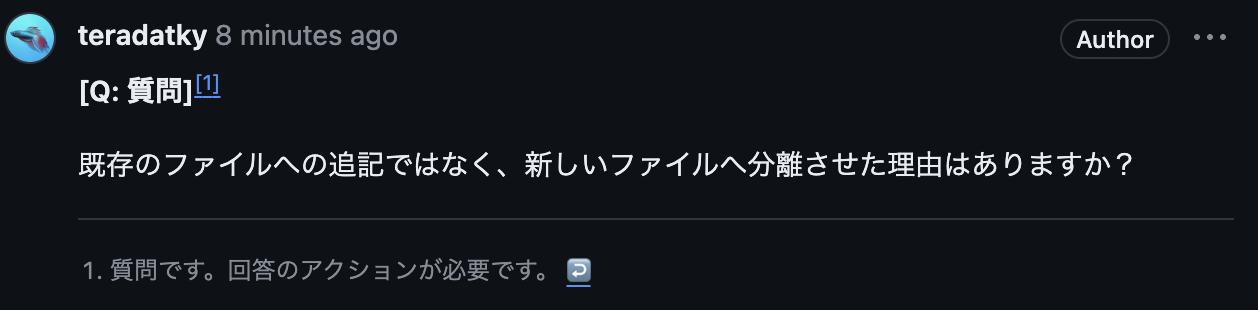 teradatky 8 minutes ago Author
[Q: 質問][1]
既存のファイルへの追記ではなく、新しいファイルへ分離させた理由はありますか？
1. 質問です。回答のアクションが必要です。 ↩